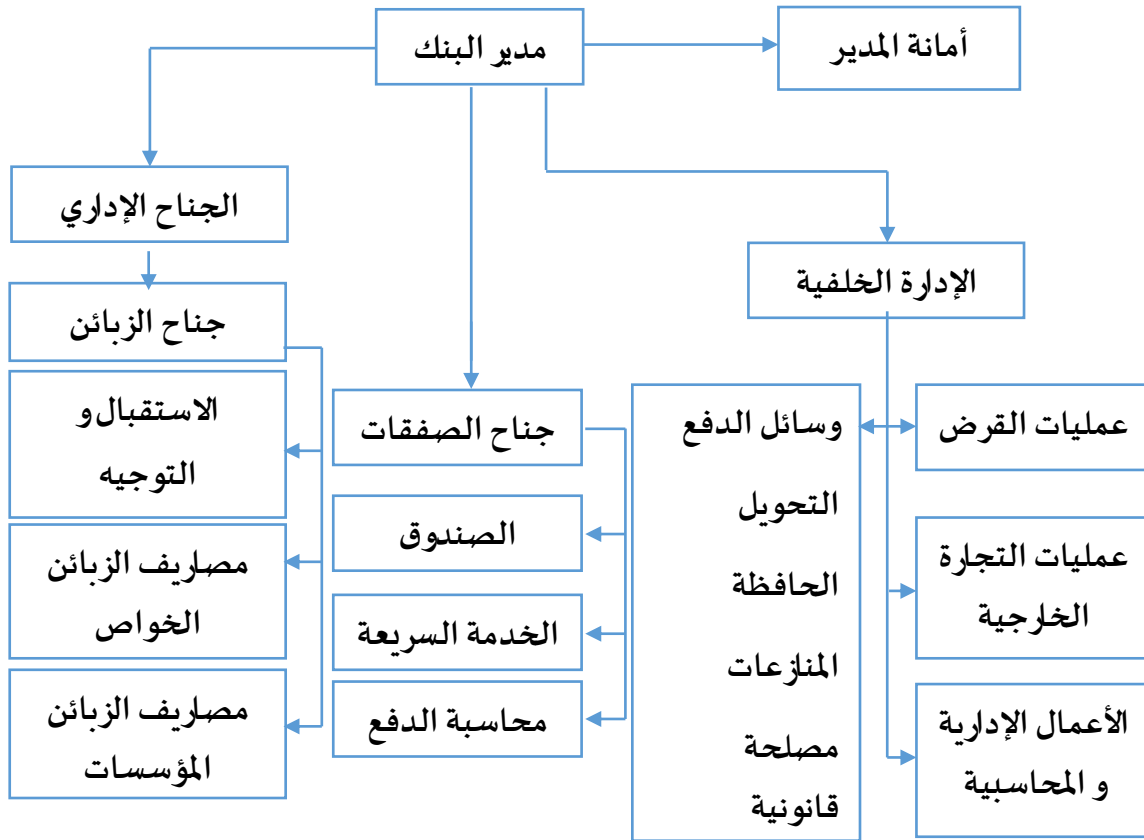 أمانة المدير
مدير البنك
الجناح الإداري
الإدارة الخلفية
جناح الزبائن
الاستقبال و
التوجيه
مصاريف الزبائن
الخواص
مصاريف الزبائن
المؤسسات
جناح الصفقات
الصندوق
الخدمة السريعة
محاسبة الدفع
وسائل الدفع
التحويل
الحافظة
المنازعات
مصلحة
قانونية
عمليات القرض
عمليات التجارة
الخارجية
الأعمال الإدارية
و المحاسبية